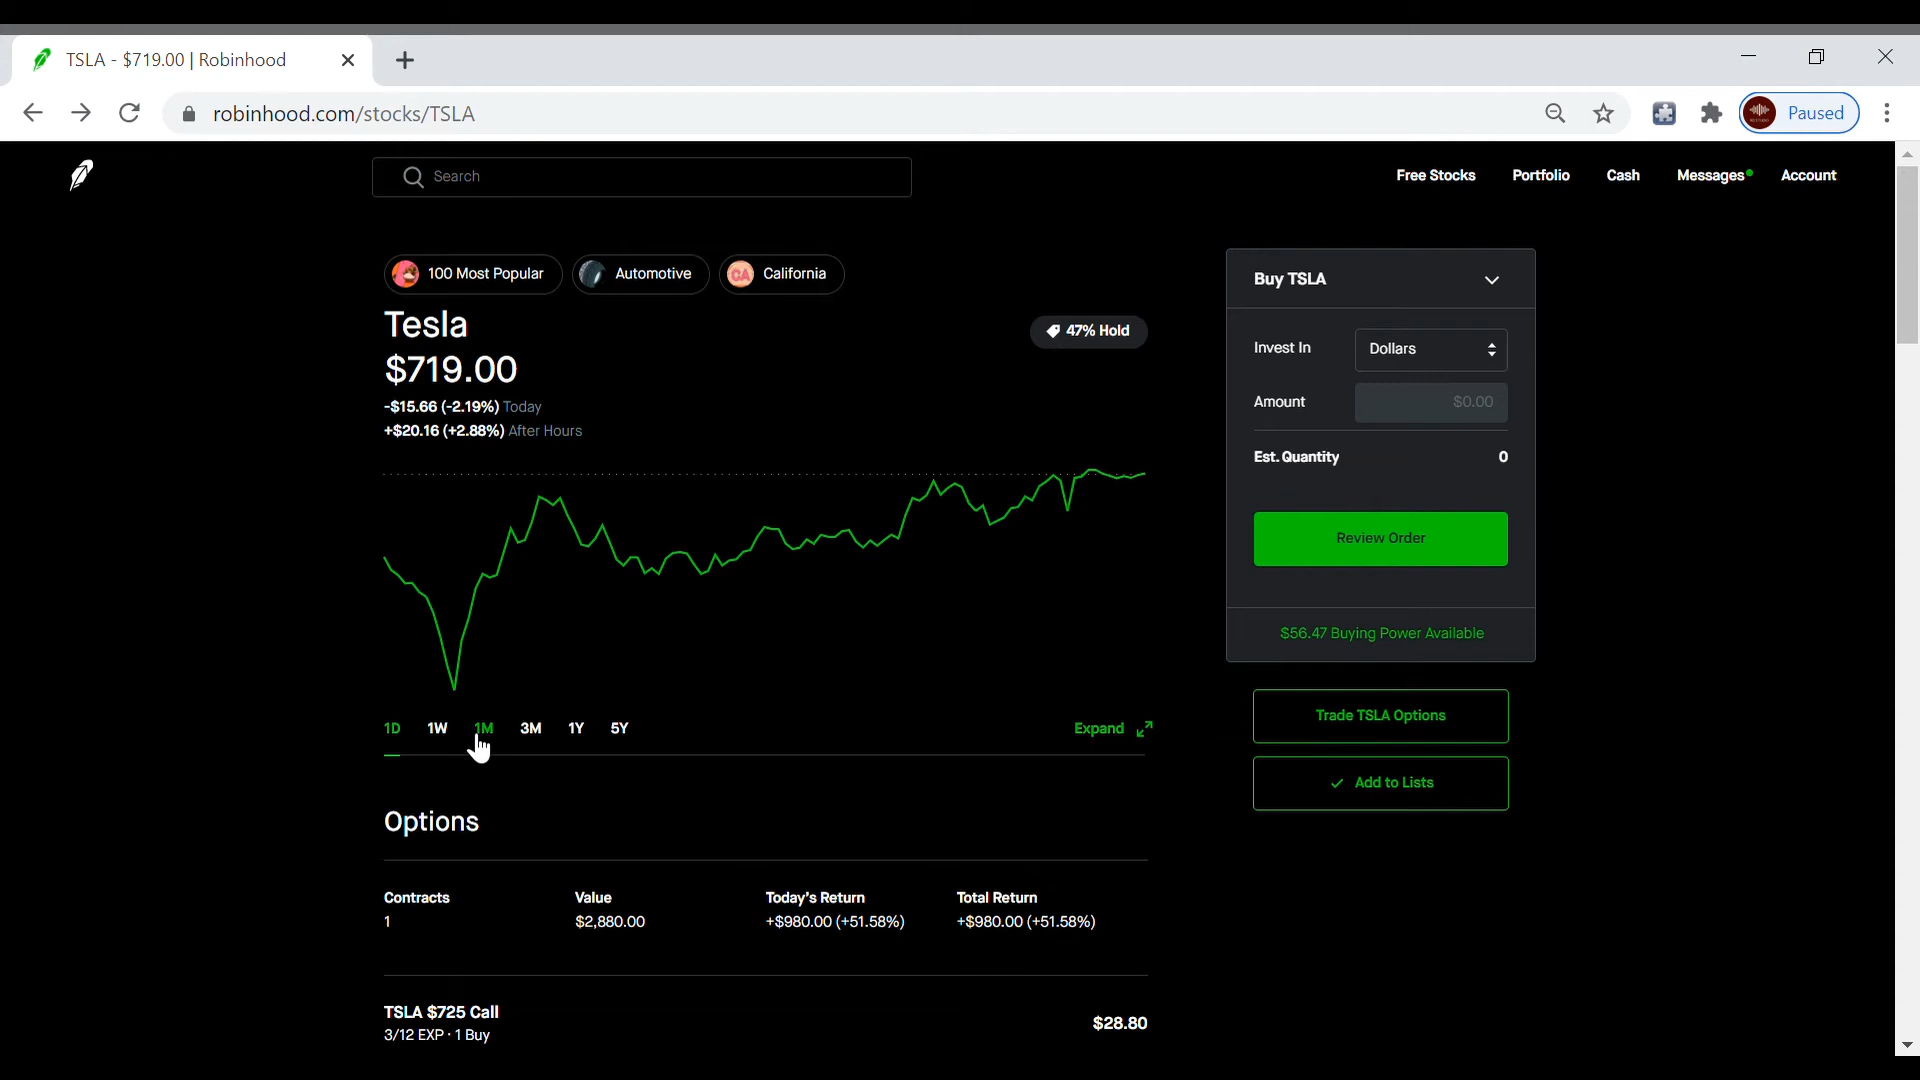 TSLA - $719.00 | Robinhood
robinhood.com/stocks/TSLA
Paused
Search
Free Stocks
Portfolio
Cash
Messages
Account
100 Most Popular
Automotive
CA
California
Tesla
$719.00
-$15.66 (-2.19%) Today
+$20.16 (+2.88%) After Hours
47% Hold
1D 1W 1M 3M 1Y 5Y
Expand
Options
Contracts Value Today's Return Total Return
1 $2,880.00 +$980.00 (+51.58%) +$980.00 (+51.58%)
TSLA $725 Call
3/12 EXP · 1 Buy
$28.80
Buy TSLA
Invest In Dollars
Amount $0.00
Est. Quantity 0
Review Order
$56.47 Buying Power Available
Trade TSLA Options
Add to Lists